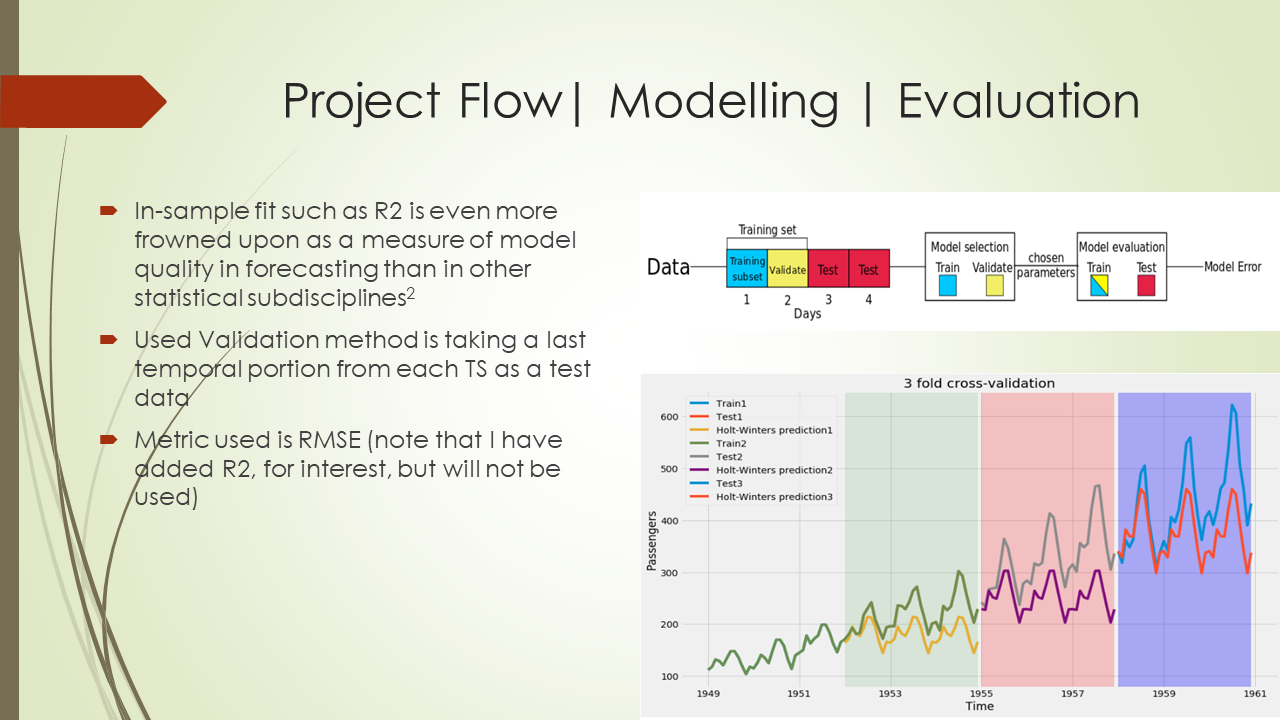 Project Flow| Modelling | Evaluation
In-sample fit such as R2 is even more
frowned upon as a measure of model
quality in forecasting than in other
statistical subdisciplines2
Used Validation method is taking a last
temporal portion from each TS as a test
data
Metric used is RMSE (note that I have
added R2, for interest, but will not be
used)
Training set
Data
Training
subset
Validate
Test
Test
1
2
3
4
Days
Model selection
Train
Validate
chosen
parameters
Model evaluation
Train
Test
Model Error
3 fold cross-validation
Train1
Test1
Holt-Winters prediction1
Train2
Test2
Holt-Winters prediction2
Test3
Holt-Winters prediction3
600
500
400
300
200
100
Passengers
1949
1951
1953
1955
1957
1959
1961
Time